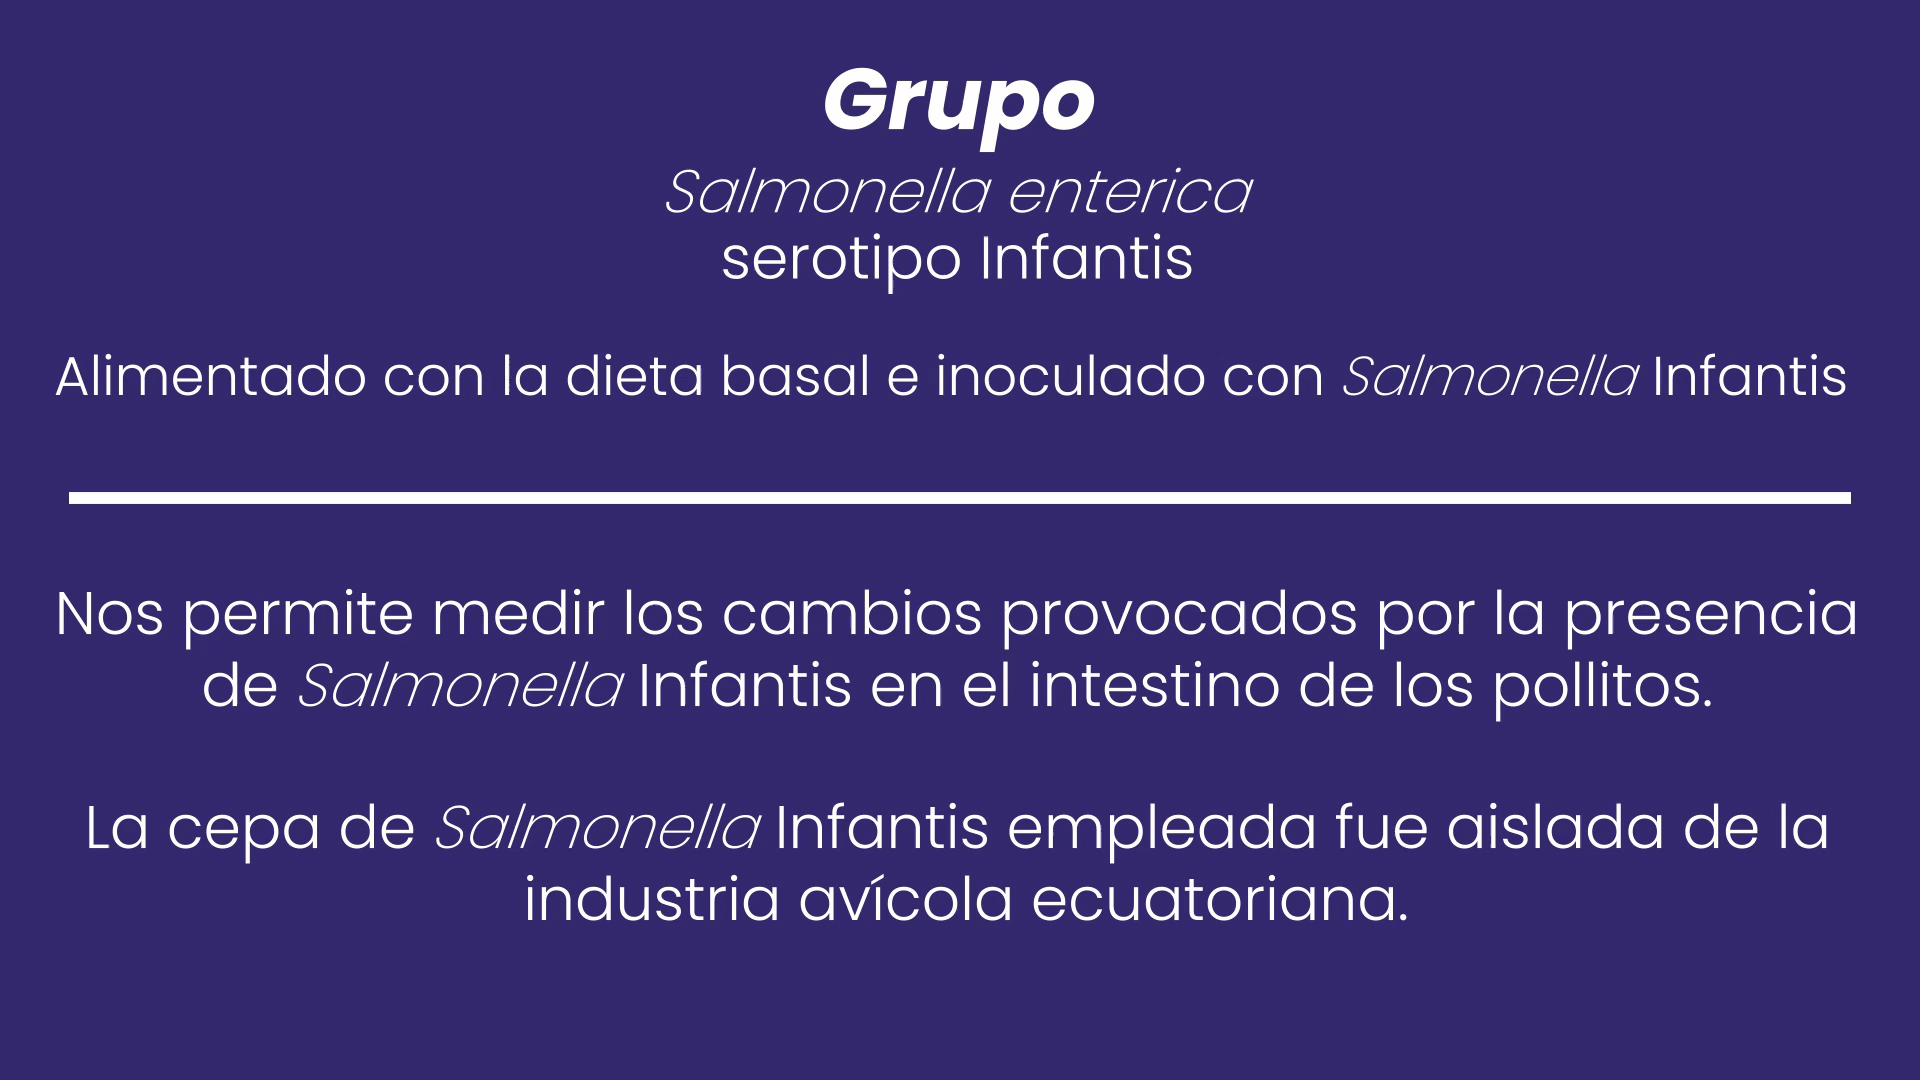 Grupo
Salmonella enterica
serotipo Infantis
Alimentado con la dieta basal e inoculado con Salmonella Infantis
Nos permite medir los cambios provocados por la presencia
de Salmonella Infantis en el intestino de los pollitos.
La cepa de Salmonella Infantis empleada fue aislada de la
industria avícola ecuatoriana.